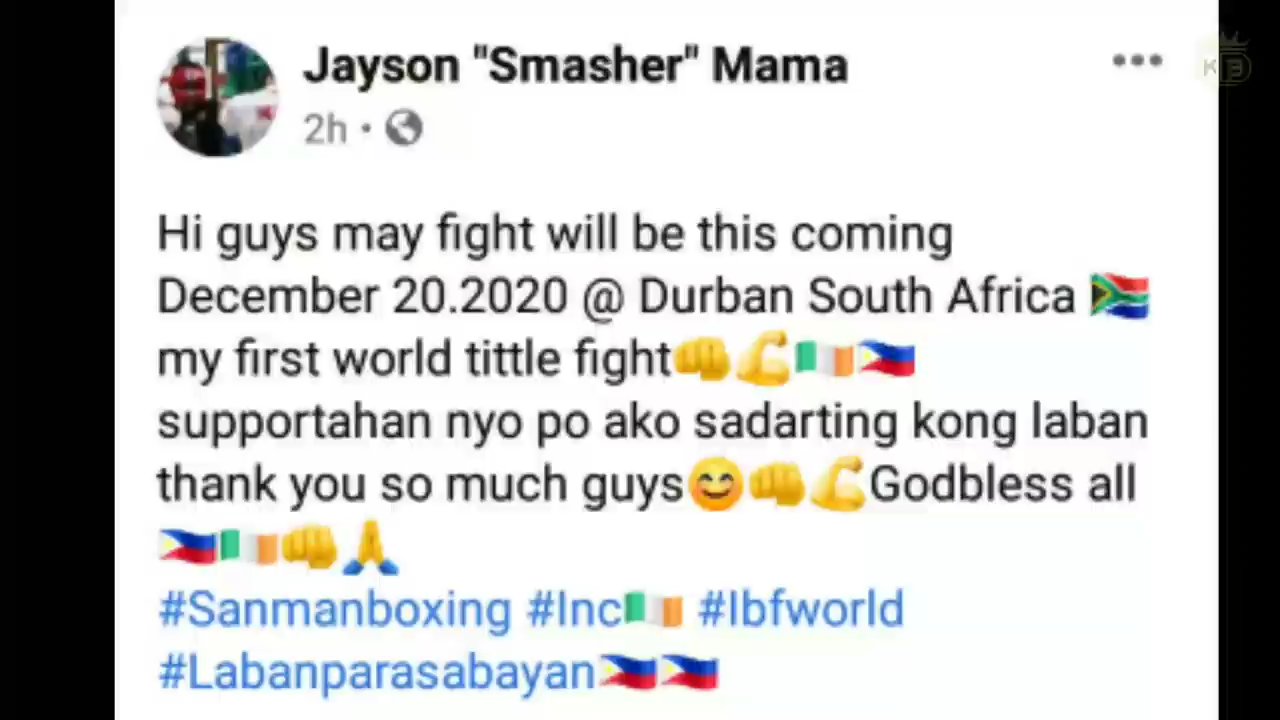 Jayson "Smasher" Mama
2h ·
Hi guys may fight will be this coming
December 20.2020 @ Durban South Africa 🇿🇦
my first world tittle fight👊💪🇮🇪🇵🇭
supportahan nyo po ako sadarting kong laban
thank you so much guys😊👊💪Godbless all
🇵🇭🇮🇪👊🙏
#Sanmanboxing #Inc🇮🇪 #Ibfworld
#Labanparasabayan🇵🇭🇵🇭